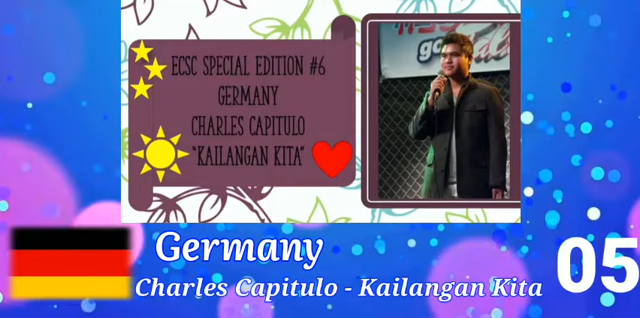 ECSC SPECIAL EDITION #6
GERMANY
CHARLES CAPITULO
"KAILANGAN KITA"
Germany
Charles Capitulo - Kailangan Kita
05